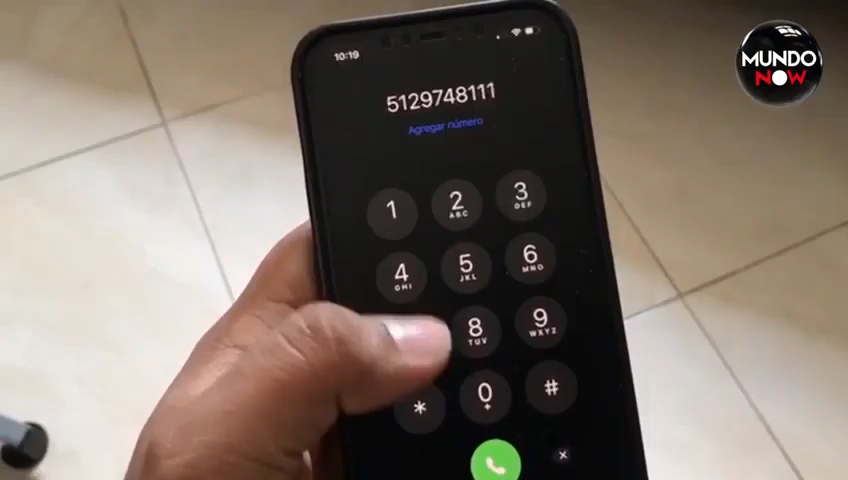 10:19
MUNDO
NOW
5129748111
Agregar número
1
2
3
ABC
DEF
4
5
6
GHI
JKL
MNO
8
9
TUV
WXYZ
*
0
#
+